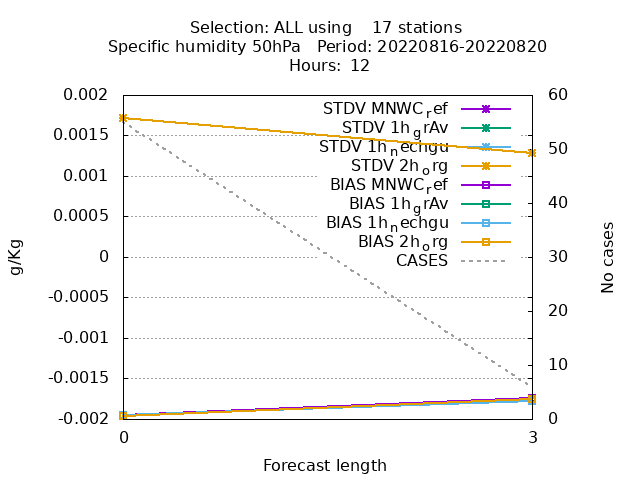 Selection: ALL using 17 stations
Specific humidity 50hPa Period: 20220816-20220820
Hours: 12
0.002
0.0015
0.001
0.0005
0
-0.0005
-0.001
-0.0015
-0.002
g/Kg
STDV MNWC_ref
STDV 1h_grAv
STDV 1h_nechgu
STDV 2h_org
BIAS MNWC_ref
BIAS 1h_grAv
BIAS 1h_nechgu
BIAS 2h_org
CASES
60
50
40
30
20
10
0
No cases
0 3
Forecast length